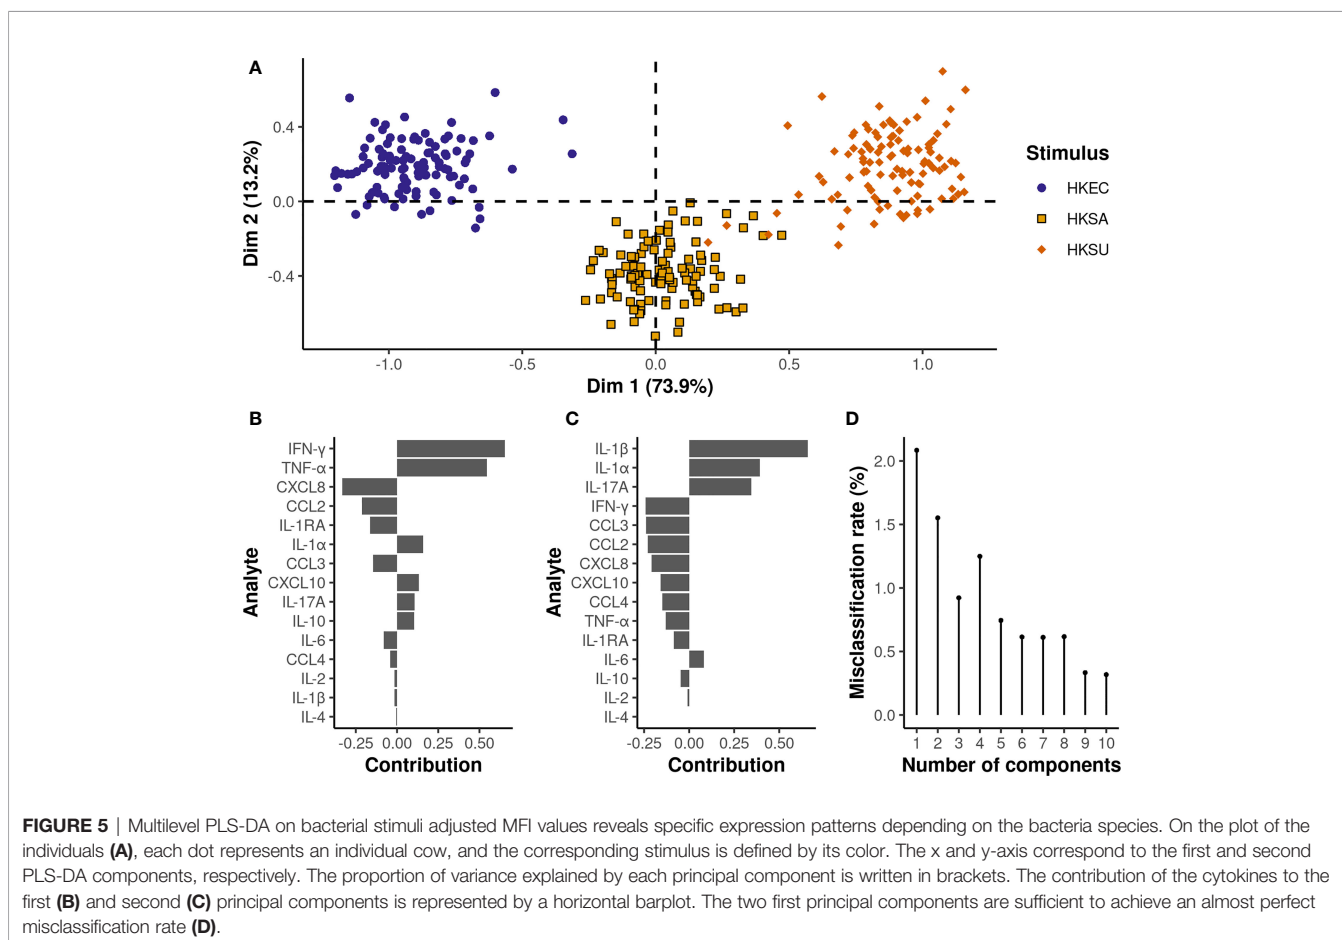 A
0.4
0.0
-0.4
Dim 2 (13.2%)
-1.0
-0.5
0.0
0.5
1.0
Dim 1 (73.9%)
Stimulus
HKEC
HKSA
HKSU
B
IFN-γ
TNF-α
CXCL8
CCL2
IL-1RA
IL-1α
CCL3
CXCL10
IL-17A
IL-10
IL-6
CCL4
IL-2
IL-1β
IL-4
Analyte
-0.25
0.00
0.25
0.50
Contribution
C
IL-1β
IL-1α
IL-17A
IFN-γ
CCL3
CCL2
CXCL8
CXCL10
CCL4
TNF-α
IL-1RA
IL-6
IL-10
IL-2
IL-4
Analyte
-0.25
0.00
0.25
0.50
Contribution
D
2.0
1.5
1.0
0.5
0.0
Misclassification rate (%)
1 2 3 4 5 6 7 8 9 10
Number of components
FIGURE 5 | Multilevel PLS-DA on bacterial stimuli adjusted MFI values reveals specific expression patterns depending on the bacteria species. On the plot of the
individuals (A), each dot represents an individual cow, and the corresponding stimulus is defined by its color. The x and y-axis correspond to the first and second
PLS-DA components, respectively. The proportion of variance explained by each principal component is written in brackets. The contribution of the cytokines to the
first (B) and second (C) principal components is represented by a horizontal barplot. The two first principal components are sufficient to achieve an almost perfect
misclassification rate (D).